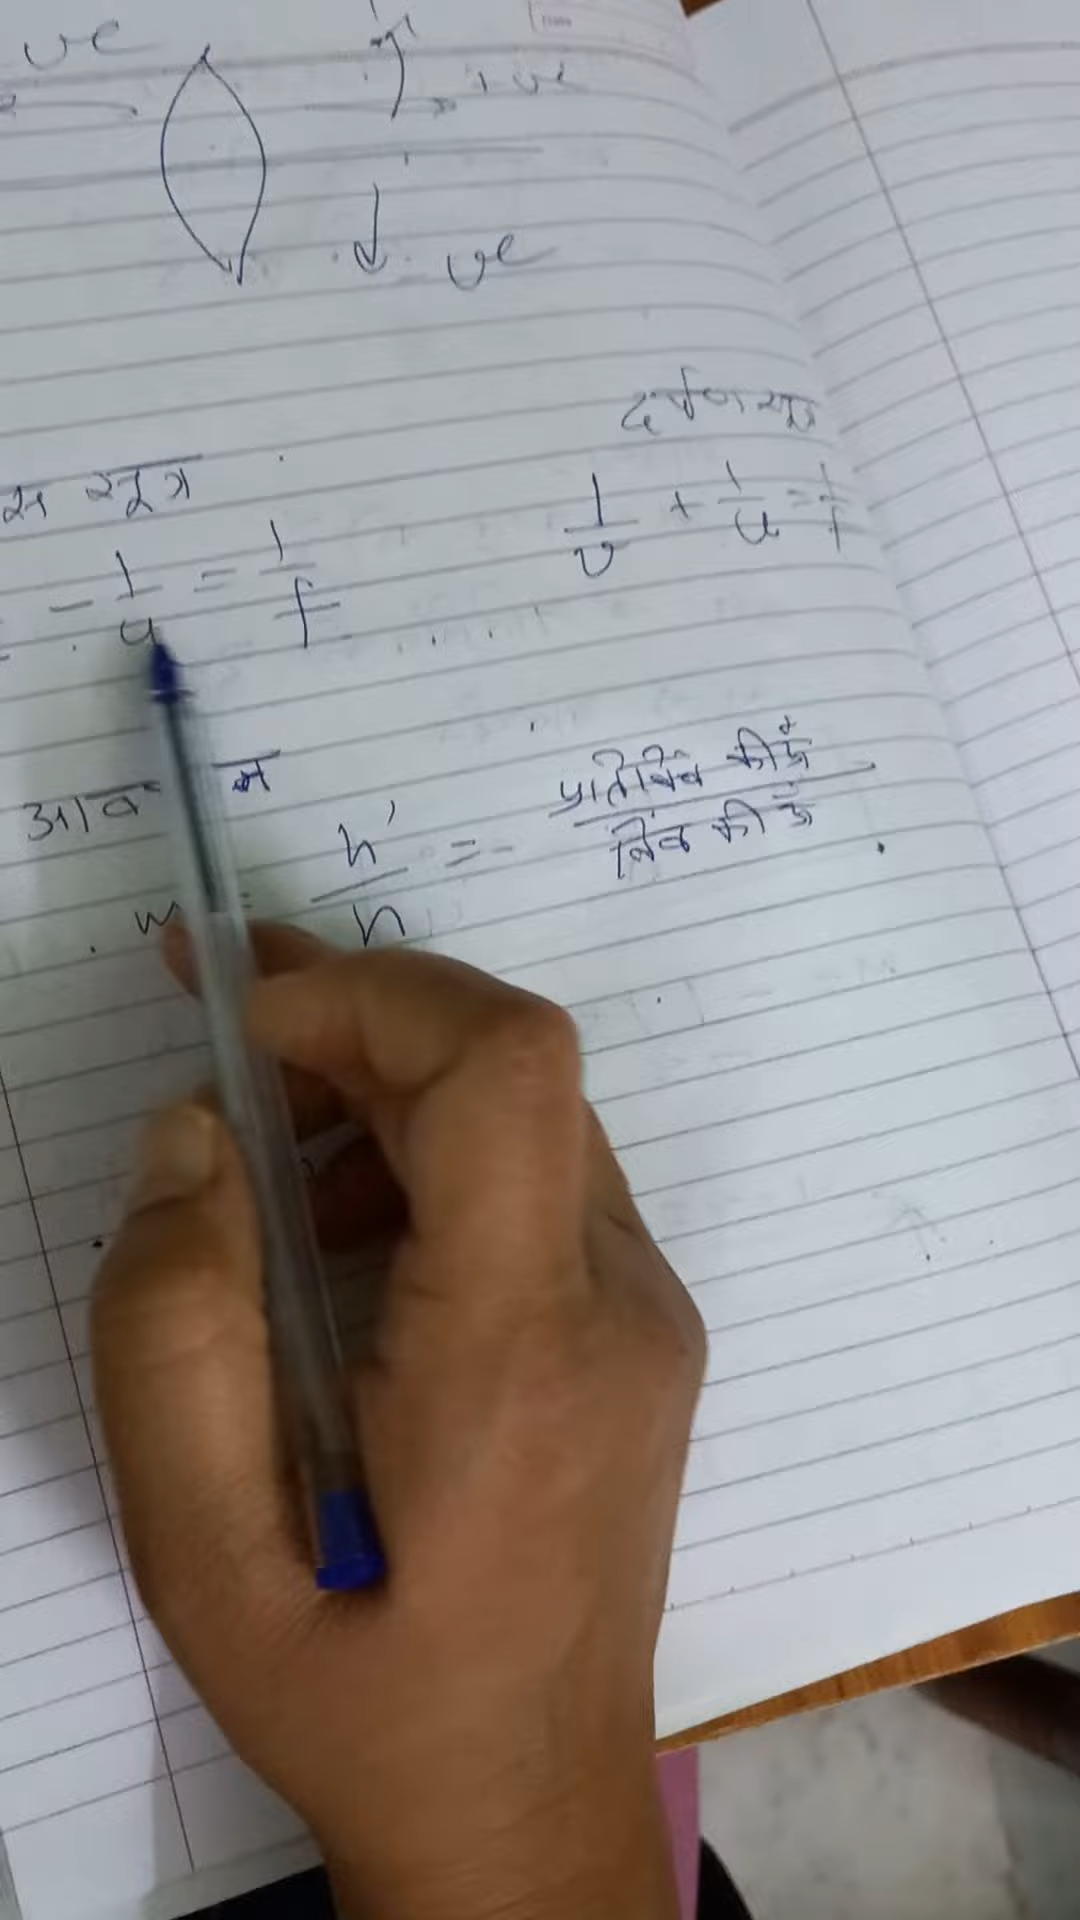 ve
+ve
ve
दर्पण सूत्र
स सूत्र
1/v + 1/u = 1/f
- 1/u = 1/f
प्रतिबिंब की ऊँ
आव र्न
m = h'/h = बिंब की ऊँ